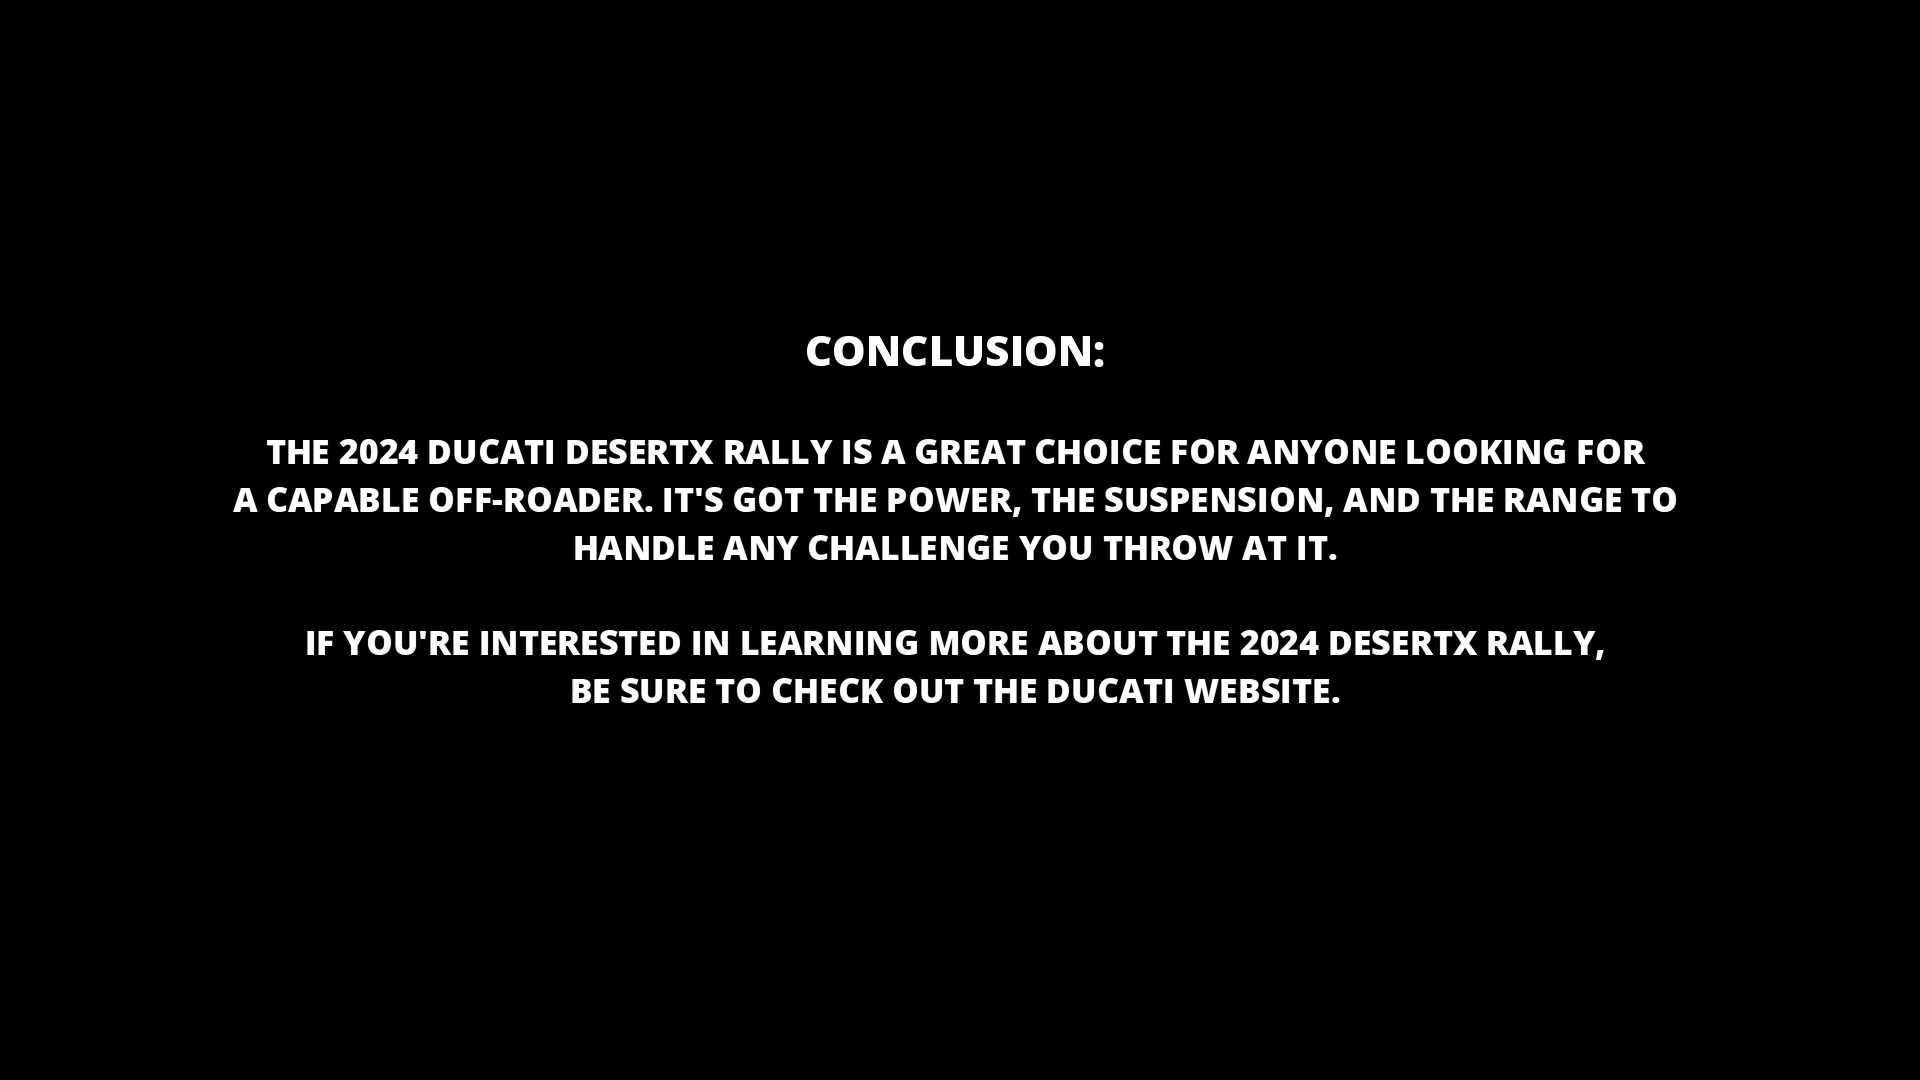 CONCLUSION:
THE 2024 DUCATI DESERTX RALLY IS A GREAT CHOICE FOR ANYONE LOOKING FOR
A CAPABLE OFF-ROADER. IT'S GOT THE POWER, THE SUSPENSION, AND THE RANGE TO
HANDLE ANY CHALLENGE YOU THROW AT IT.
IF YOU'RE INTERESTED IN LEARNING MORE ABOUT THE 2024 DESERTX RALLY,
BE SURE TO CHECK OUT THE DUCATI WEBSITE.